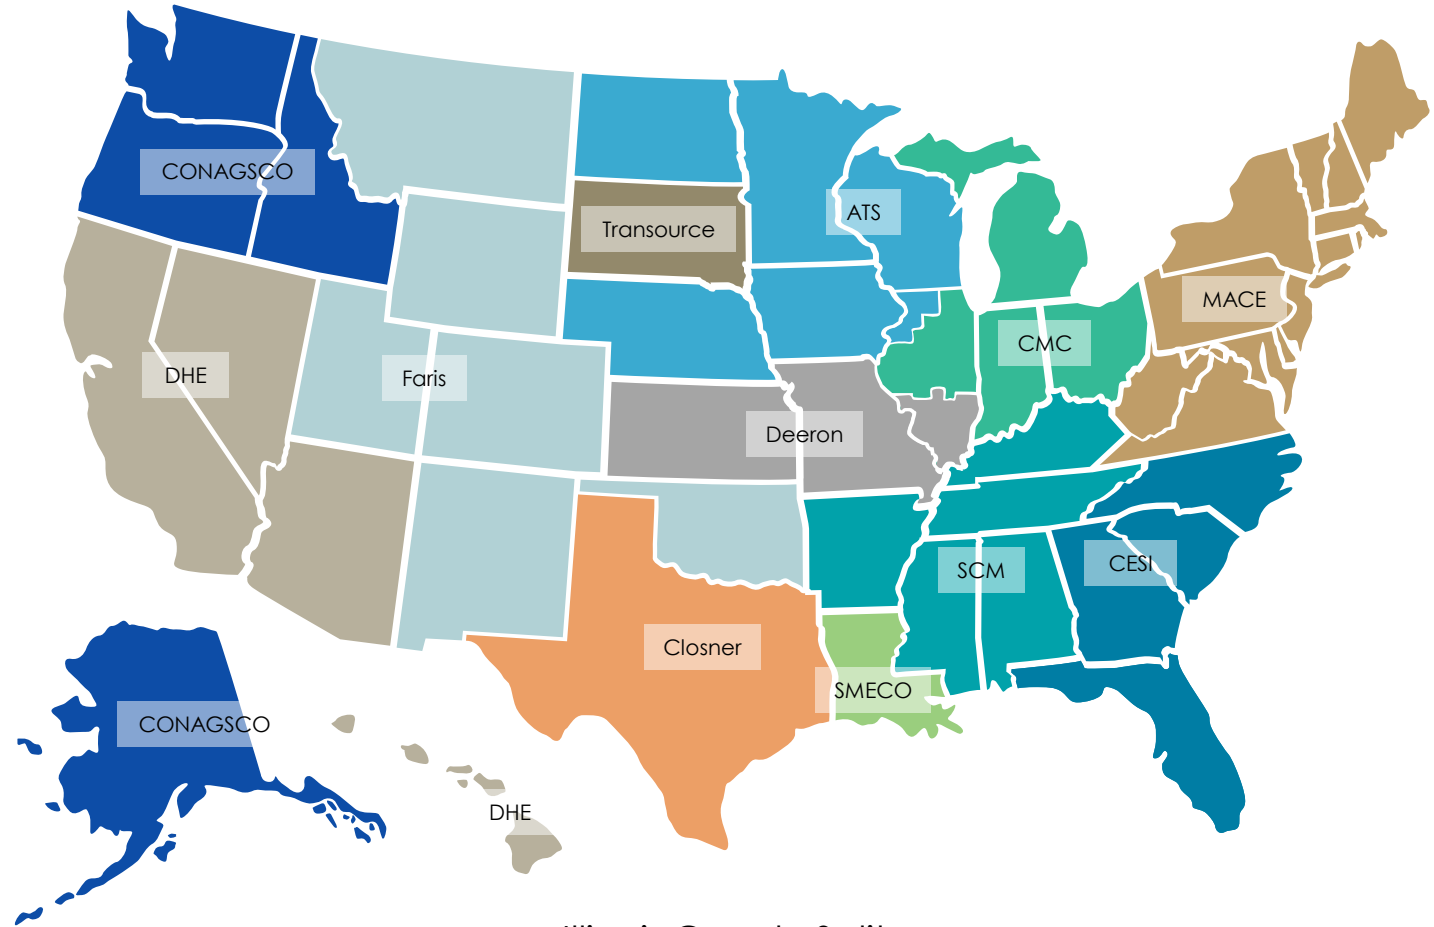 CONAGSCO
Transource
ATS
MACE
CMC
DHE
Faris
Deeron
SCM
CESI
Closner
SMECO
CONAGSCO
DHE